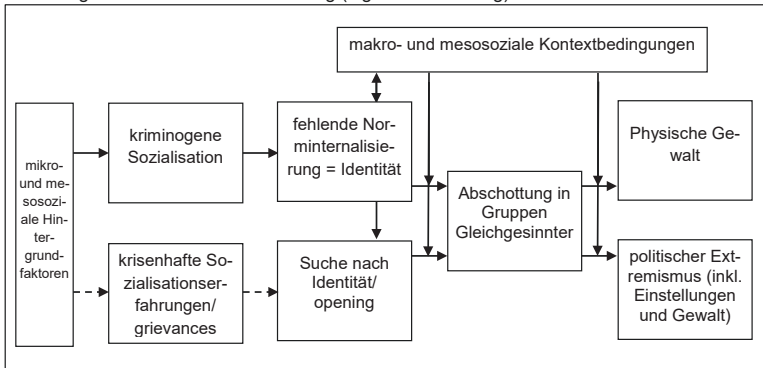 makro- und mesosoziale Kontextbedingungen
mikro-
und me-
sosozi-
ale Hin-
ter-
grund-
faktoren
kriminogene
Sozialisation
fehlende Nor-
minternalisie-
rung = Identität
Physische Ge-
walt
Abschottung in
Gruppen
Gleichgesinnter
krisenhafte So-
zialisationser-
fahrungen/
grievances
Suche nach
Identität/
opening
politischer Ext-
remismus (inkl.
Einstellungen
und Gewalt)